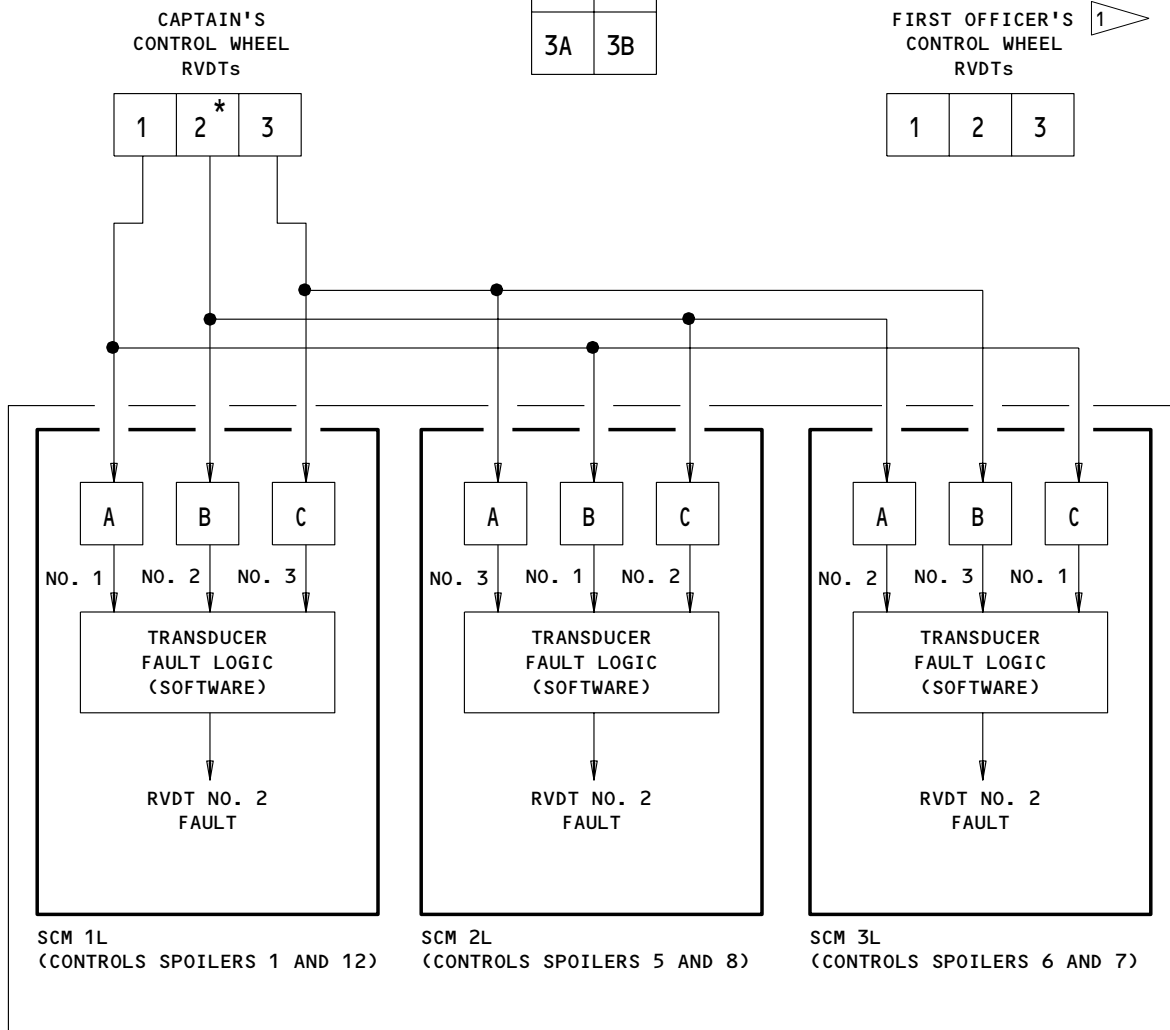 CAPTAIN'S
CONTROL WHEEL
RVDTs
1 2* 3
3A 3B
FIRST OFFICER'S 1
CONTROL WHEEL
RVDTs
1 2 3
A B C
NO. 1 NO. 2 NO. 3
TRANSDUCER
FAULT LOGIC
(SOFTWARE)
RVDT NO. 2
FAULT
SCM 1L
(CONTROLS SPOILERS 1 AND 12)
A B C
NO. 3 NO. 1 NO. 2
TRANSDUCER
FAULT LOGIC
(SOFTWARE)
RVDT NO. 2
FAULT
SCM 2L
(CONTROLS SPOILERS 5 AND 8)
A B C
NO. 2 NO. 3 NO. 1
TRANSDUCER
FAULT LOGIC
(SOFTWARE)
RVDT NO. 2
FAULT
SCM 3L
(CONTROLS SPOILERS 6 AND 7)